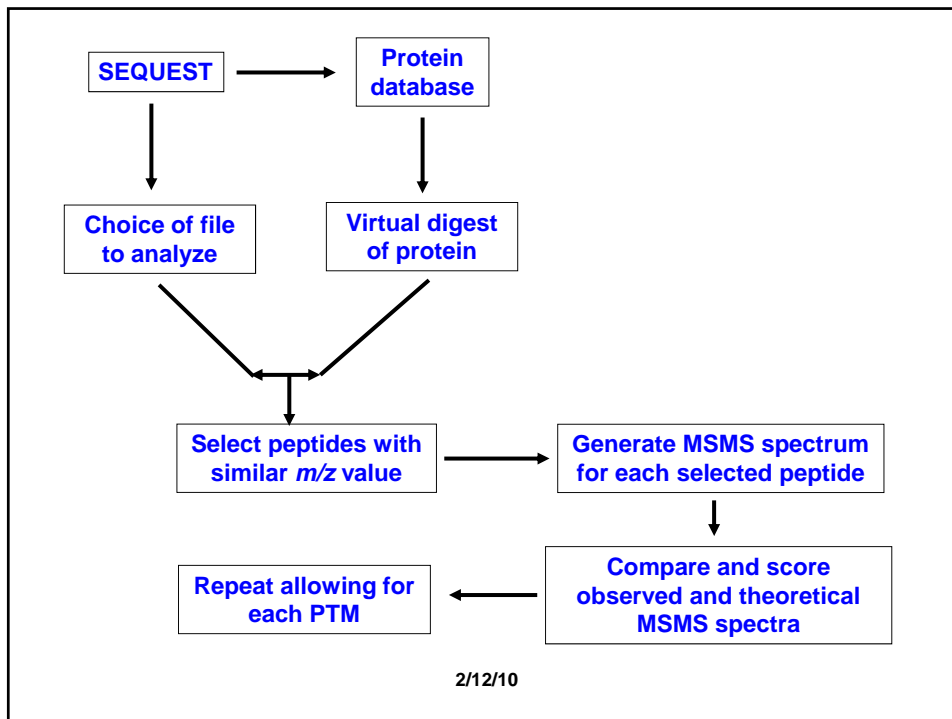 SEQUEST
Protein
database
Choice of file
to analyze
Virtual digest
of protein
Select peptides with
similar m/z value
Generate MSMS spectrum
for each selected peptide
Compare and score
observed and theoretical
MSMS spectra
Repeat allowing for
each PTM
2/12/10